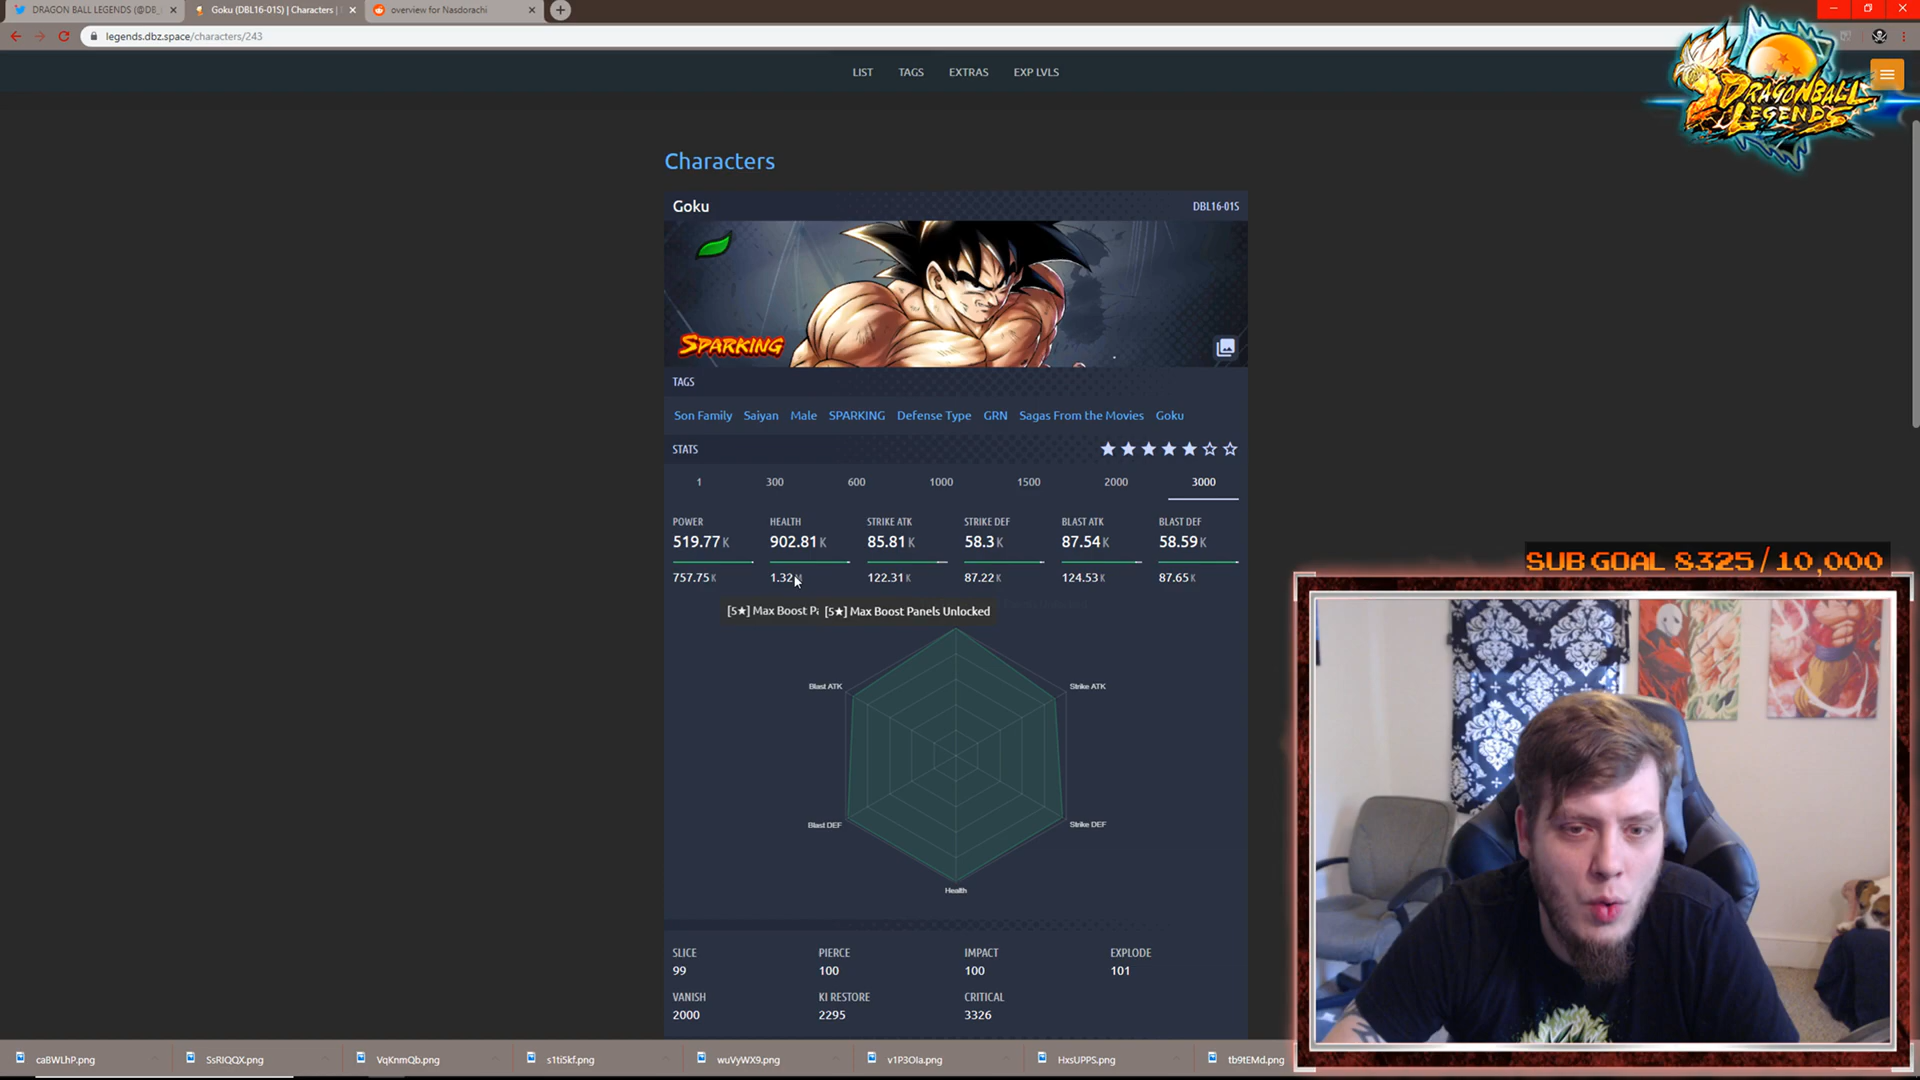 DRAGON BALL LEGENDS (@DB_
Goku (DBL16-01S) | Characters |
overview for Nasdorachi
legends.dbz.space/characters/243
LIST TAGS EXTRAS EXP LVLS
DRAGONBALL
LEGENDS
Characters
Goku DBL16-01S
SPARKING
TAGS
Son Family Saiyan Male SPARKING Defense Type GRN Sagas From the Movies Goku
STATS
1 300 600 1000 1500 2000 3000
POWER HEALTH STRIKE ATK STRIKE DEF BLAST ATK BLAST DEF
519.77K 902.81K 85.81K 58.3K 87.54K 58.59K
757.75K 1.32 122.31K 87.22K 124.53K 87.65K
[5★] Max Boost Pa [5★] Max Boost Panels Unlocked
SUB GOAL 8325/10,000
Blast ATK Strike ATK
Blast DEF Strike DEF
Health
SLICE PIERCE IMPACT EXPLODE
99 100 100 101
VANISH KI RESTORE CRITICAL
2000 2295 3326
caBWLhP.png SsRIQQX.png VqKnmQb.png s1ti5kf.png wuVyWX9.png v1P3Ola.png HxsUPPS.png tb9tEMd.png